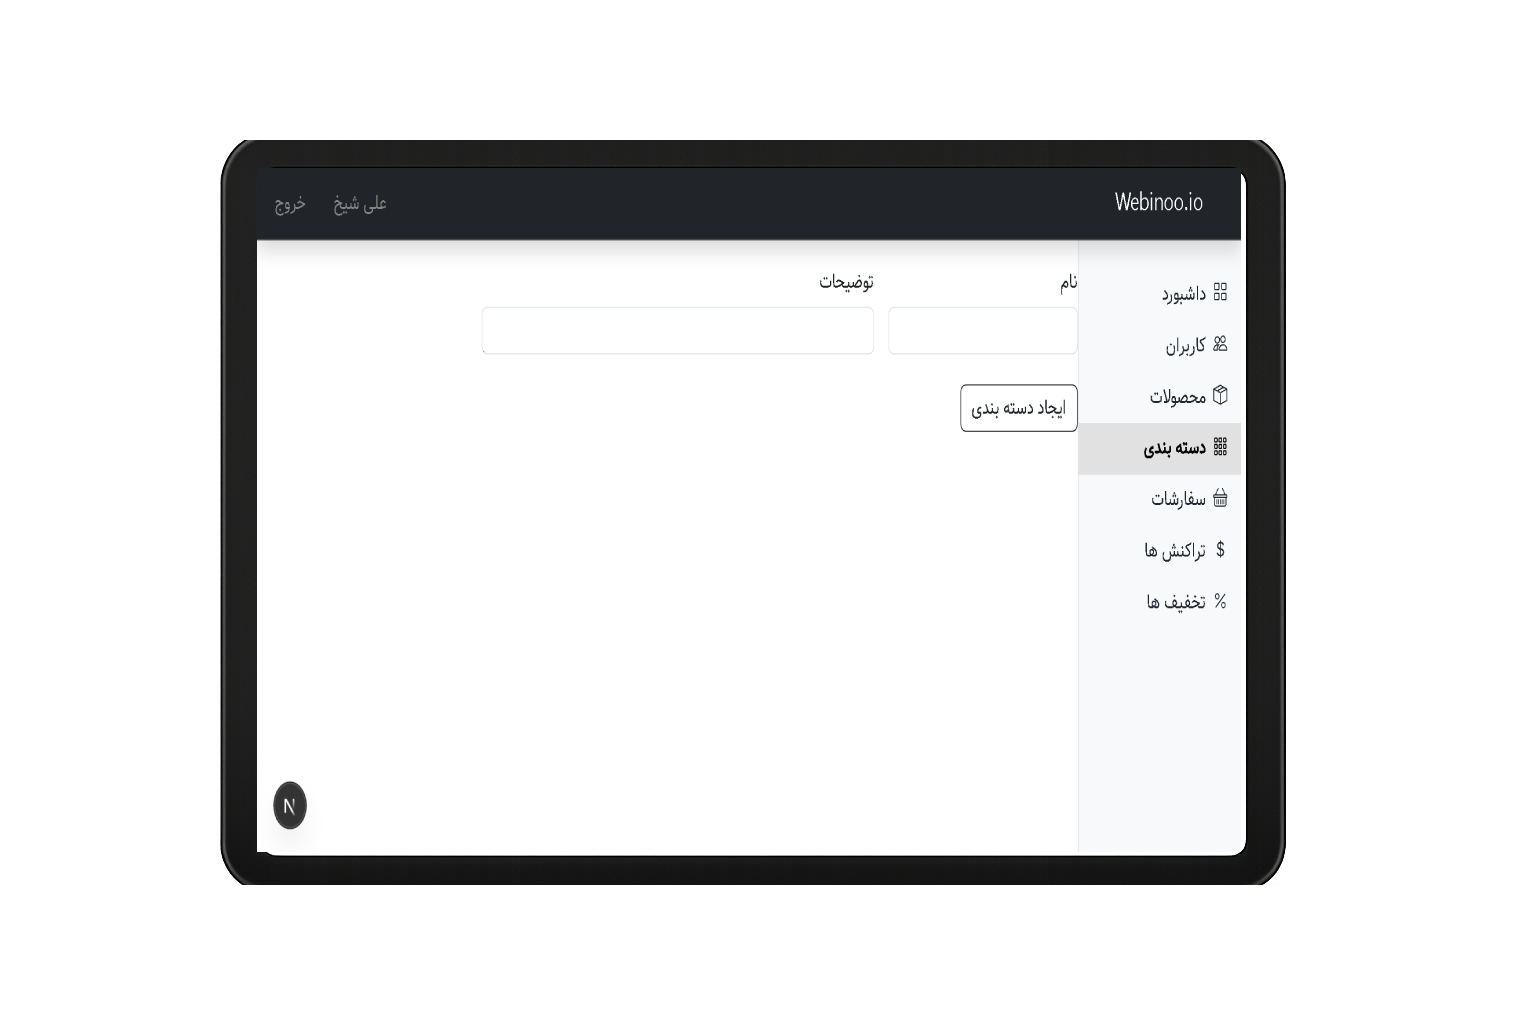 Webinoo.io
علی شیخ
خروج
داشبورد
کاربران
محصولات
دسته بندی
سفارشات
$ تراکنش ها
% تخفیف ها
نام
توضیحات
ایجاد دسته بندی
N